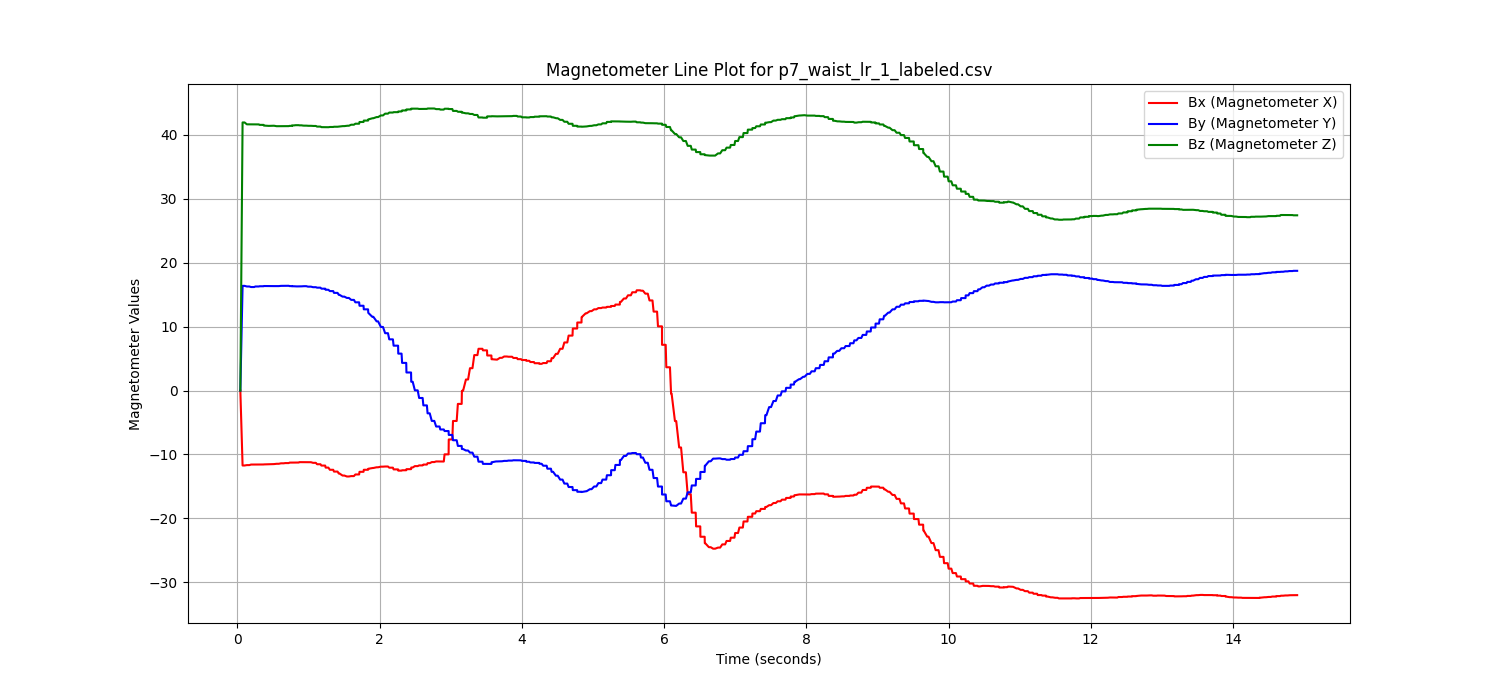 Magnetometer Line Plot for p7_waist_lr_1_labeled.csv
Bx (Magnetometer X)
By (Magnetometer Y)
Bz (Magnetometer Z)
Magnetometer Values
40
30
20
10
0
−10
−20
−30
0 2 4 6 8 10 12 14
Time (seconds)